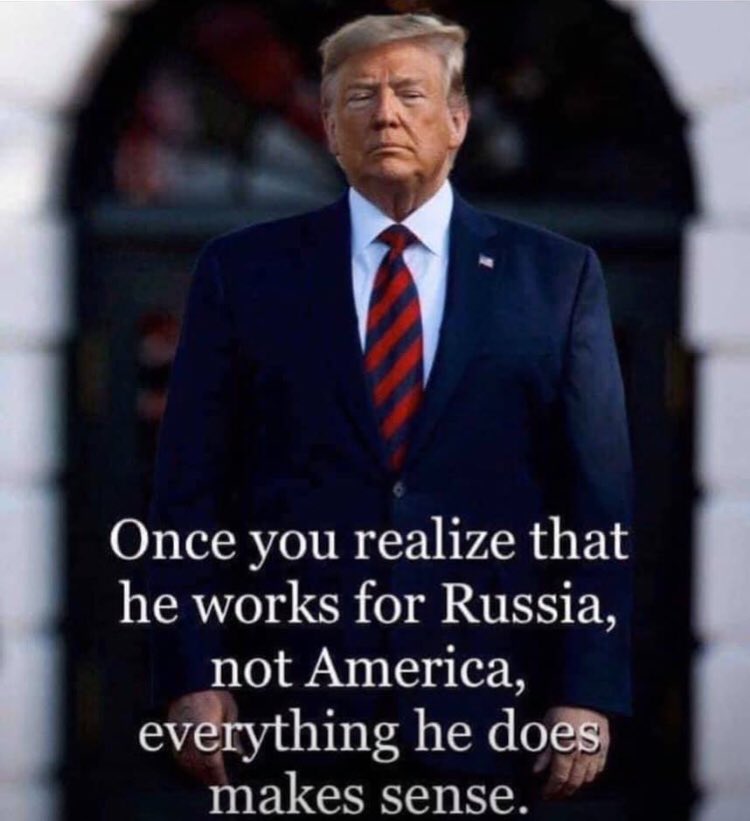 Once you realize that
he works for Russia,
not America,
everything he does
makes sense.